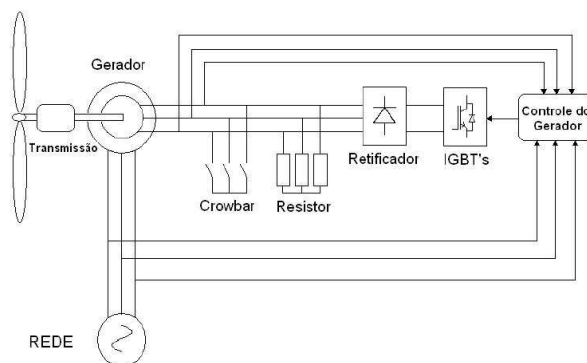 Gerador
Transmissão
Crowbar
Resistor
Retificador
IGBT's
Controle do
Gerador
REDE